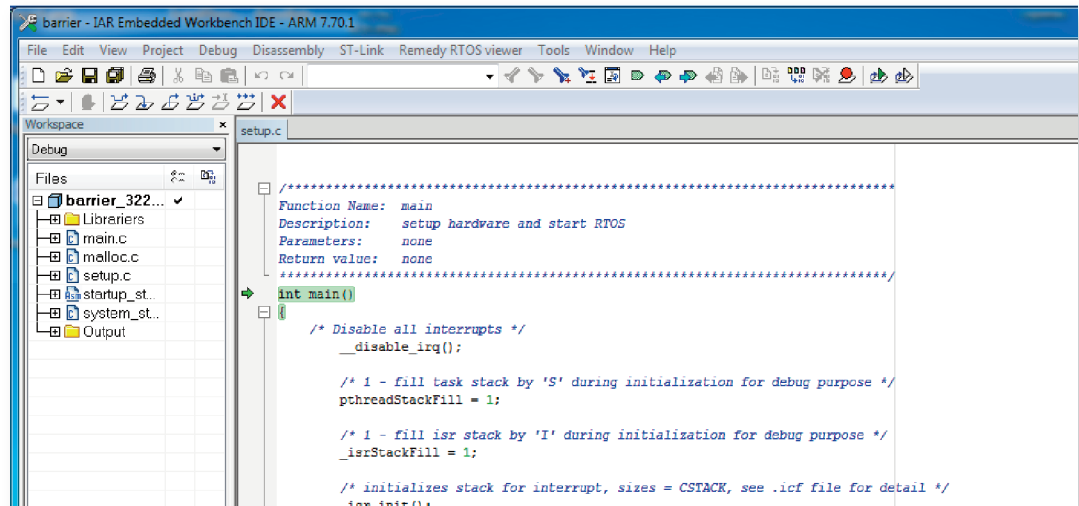 barrier - IAR Embedded Workbench IDE - ARM 7.70.1
File Edit View Project Debug Disassembly ST-Link Remedy RTOS viewer Tools Window Help
Workspace
Debug
Files
barrier_322...
Librariers
main.c
malloc.c
setup.c
startup_st...
system_st...
Output
setup.c
/*******************************************************************************
Function Name: main
Description: setup hardware and start RTOS
Parameters: none
Return value: none
*******************************************************************************/
int main()
{
/* Disable all interrupts */
__disable_irq();
/* 1 - fill task stack by 'S' during initialization for debug purpose */
pthreadStackFill = 1;
/* 1 - fill isr stack by 'I' during initialization for debug purpose */
_isrStackFill = 1;
/* initializes stack for interrupt, sizes = CSTACK, see .icf file for detail */